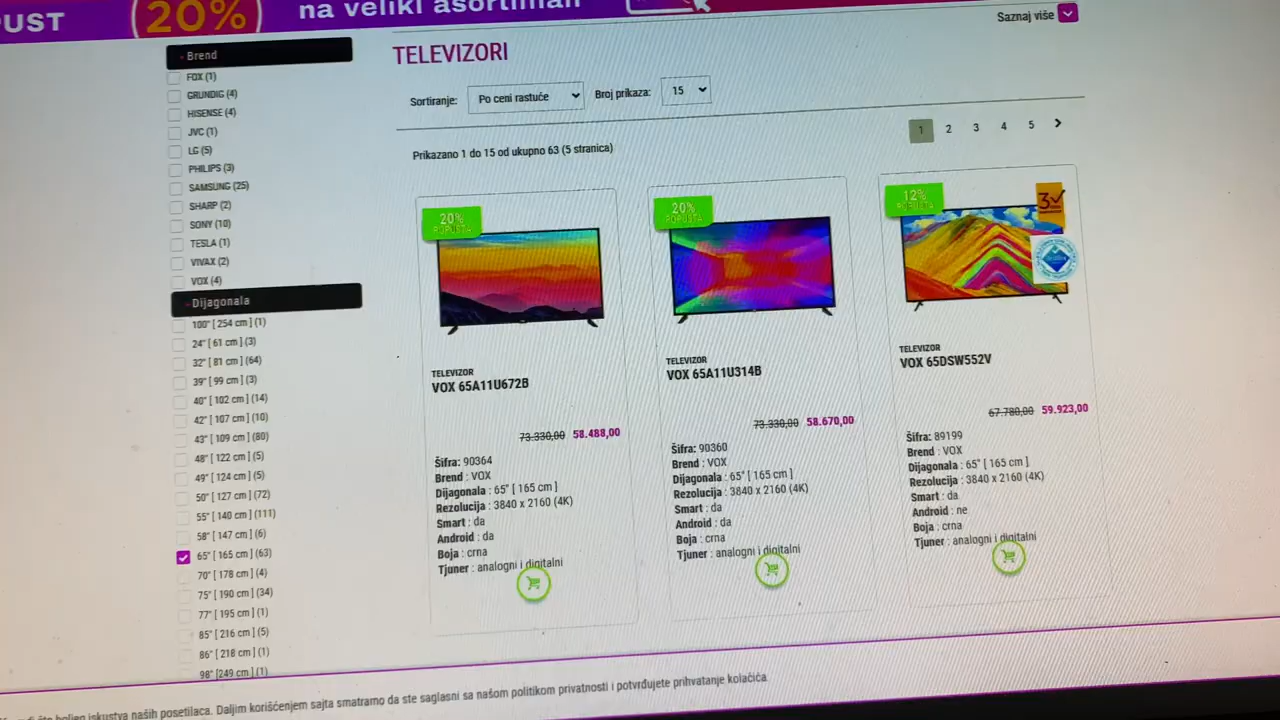 PUST
20%
na veliki asortiman
Saznaj više
Brend
FOX (1)
GRUNDIG (4)
HISENSE (4)
JVC (1)
LG (5)
PHILIPS (3)
SAMSUNG (25)
SHARP (2)
SONY (10)
TESLA (1)
VIVAX (2)
VOX (4)
Dijagonala
100" [ 254 cm ] (1)
24" [ 61 cm ] (3)
32" [ 81 cm ] (64)
39" [ 99 cm ] (3)
40" [ 102 cm ] (14)
42" [ 107 cm ] (10)
43" [ 109 cm ] (80)
48" [ 122 cm ] (5)
49" [ 124 cm ] (5)
50" [ 127 cm ] (72)
55" [ 140 cm ] (111)
58" [ 147 cm ] (6)
65" [ 165 cm ] (63)
70" [ 178 cm ] (4)
75" [ 190 cm ] (34)
77" [ 195 cm ] (1)
85" [ 216 cm ] (5)
86" [ 218 cm ] (1)
98" [249 cm ] (1)
TELEVIZORI
Sortiranje: Po ceni rastuće Broj prikaza: 15
1 2 3 4 5 >
Prikazano 1 do 15 od ukupno 63 (5 stranica)
20%
POPUSTA
TELEVIZOR
VOX 65A11U672B
73.330,00 58.488,00
Šifra: 90364
Brend : VOX
Dijagonala : 65" [ 165 cm ]
Rezolucija : 3840 x 2160 (4K)
Smart : da
Android : da
Boja : crna
Tjuner : analogni i digitalni
20%
POPUSTA
TELEVIZOR
VOX 65A11U314B
73.330,00 58.670,00
Šifra: 90360
Brend : VOX
Dijagonala : 65" [ 165 cm ]
Rezolucija : 3840 x 2160 (4K)
Smart : da
Android : da
Boja : crna
Tjuner : analogni i digitalni
12%
POPUSTA
3
TELEVIZOR
VOX 65DSW552V
67.780,00 59.923,00
Šifra: 89199
Brend : VOX
Dijagonala : 65" [ 165 cm ]
Rezolucija : 3840 x 2160 (4K)
Smart : da
Android : ne
Boja : crna
Tjuner : analogni i digitalni
boljeg iskustva naših posetilaca. Daljim korišćenjem sajta smatramo da ste saglasni sa našom politikom privatnosti i potvrđujete prihvatanje kolačića.